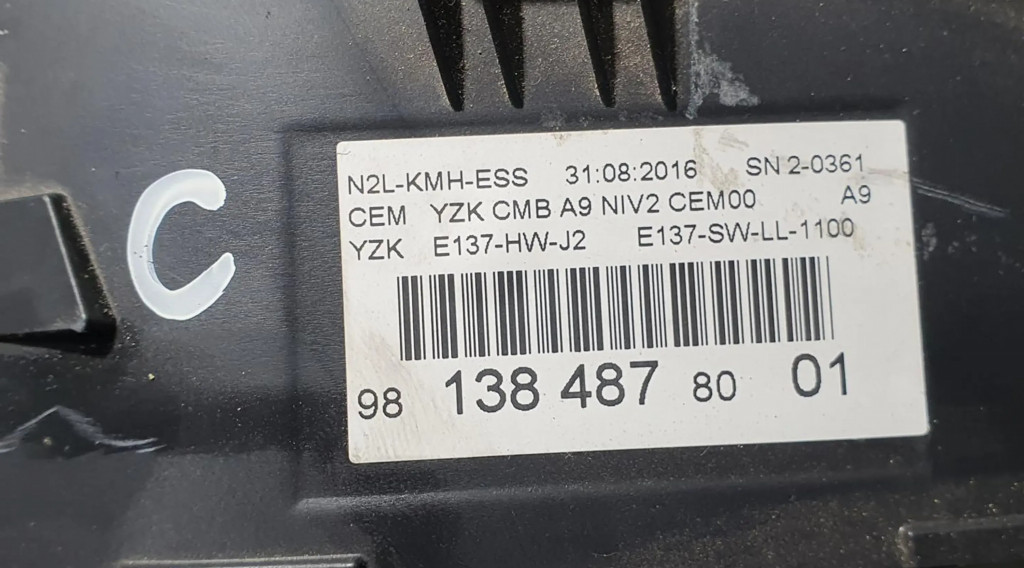 C
N2L-KMH-ESS 31:08:2016 SN 2-0361
CEM YZK CMB A9 NIV2 CEM00 A9
YZK E137-HW-J2 E137-SW-LL-1100
98 138 487 80 01